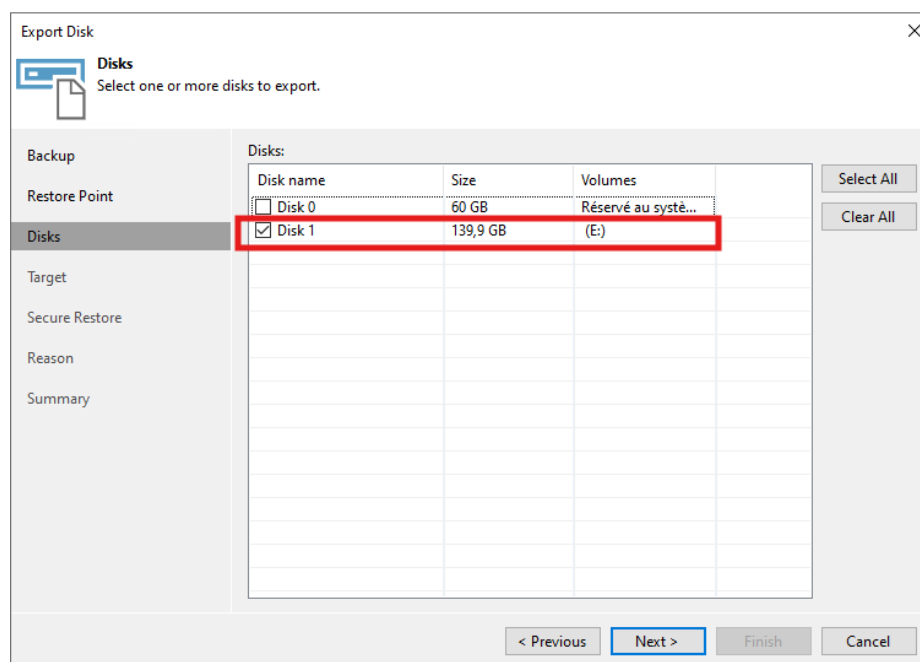 Export Disk
Disks
Select one or more disks to export.
Backup
Restore Point
Disks
Target
Secure Restore
Reason
Summary
Disks:
Disk name Size Volumes
Disk 0 60 GB Réservé au systè...
Disk 1 139,9 GB (E:)
Select All
Clear All
< Previous Next > Finish Cancel